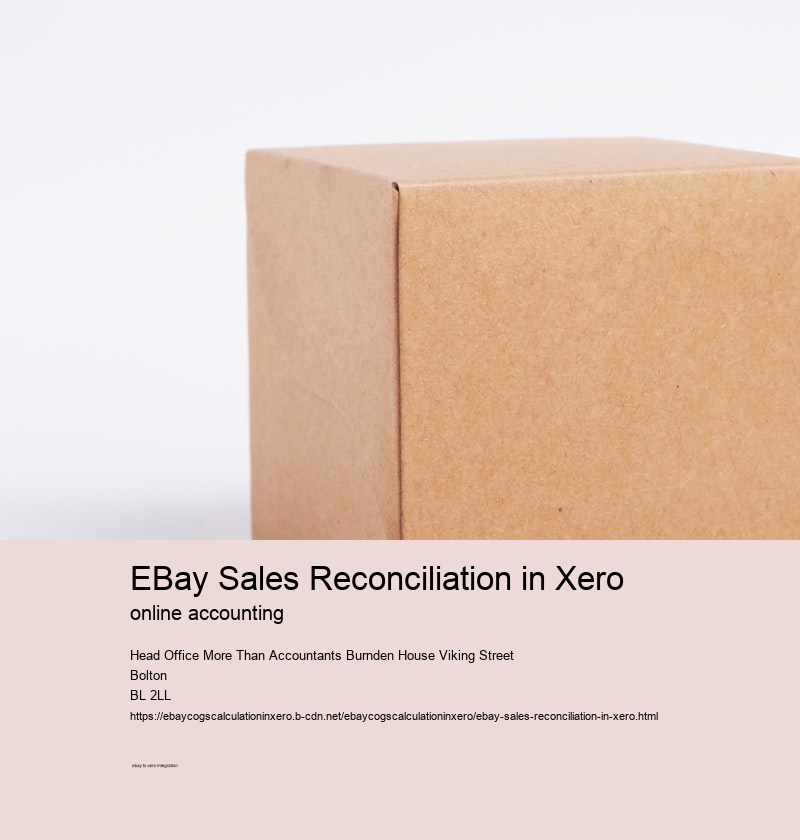 EBay Sales Reconciliation in Xero
online accounting
Head Office More Than Accountants Burnden House Viking Street
Bolton
BL 2LL
https://ebaycogscalculationinxero.b-cdn.net/ebaycogscalculationinxero/ebay-sales-reconciliation-in-xero.html
ebay to xero integration